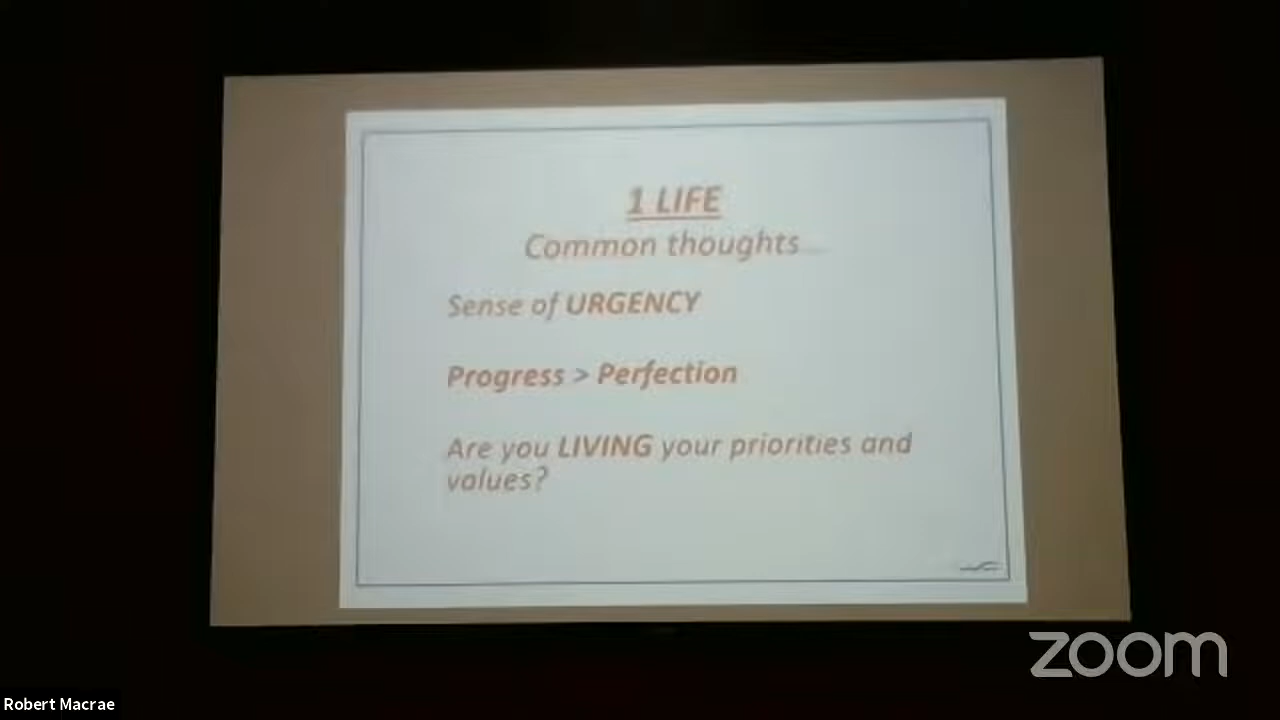 1 LIFE
Common thoughts...
Sense of URGENCY
Progress > Perfection
Are you LIVING your priorities and
values?
zoom
Robert Macrae